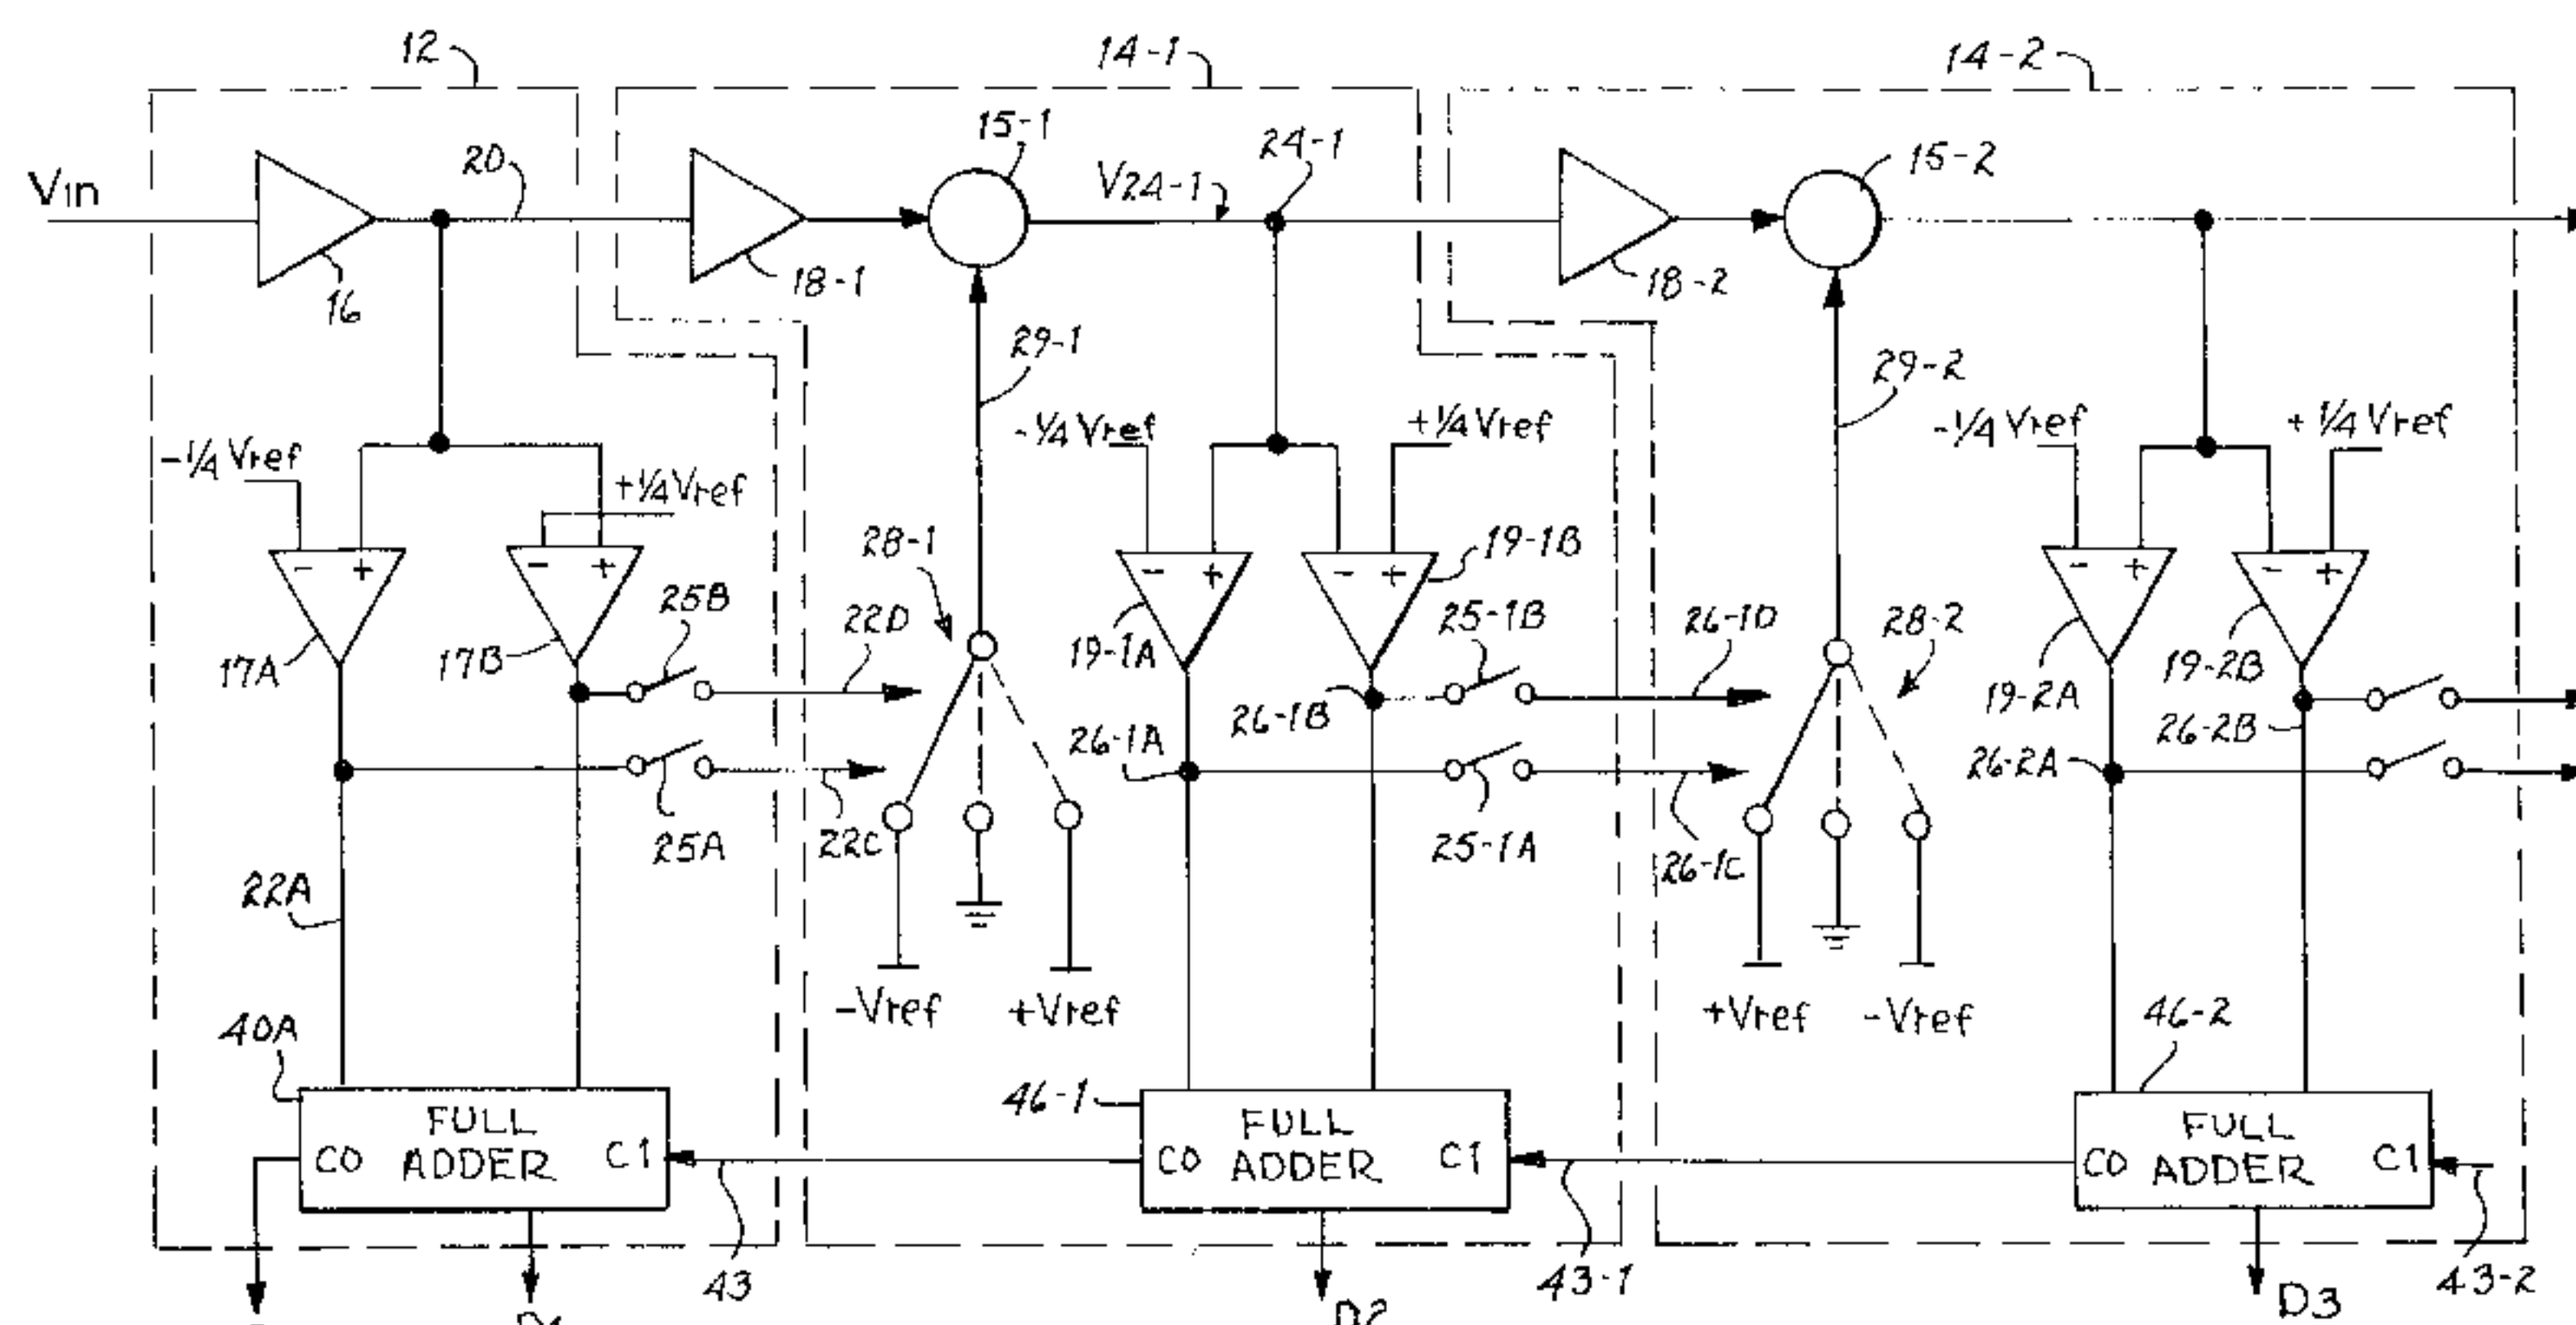 12
14-1
14-2
Vin
20
15-1
V24-1
24-1
15-2
16
18-1
18-2
29-1
29-2
-1/4 Vref
+1/4 Vref
-1/4 Vref
+1/4 Vref
-1/4 Vref
+1/4 Vref
- +
- +
28-1
- +
- +
19-1B
- +
- +
17A
17B
25B
22D
19-1A
25-1B
26-1D
28-2
19-2A
19-2B
26-1A
26-1B
26-2A
26-2B
25A
22C
25-1A
26-1C
22A
-Vref
+Vref
+Vref
-Vref
40A
46-1
46-2
FULL
ADDER
CO
C1
FULL
ADDER
CO
C1
FULL
ADDER
CO
C1
43
43-1
43-2
D1
D2
D3